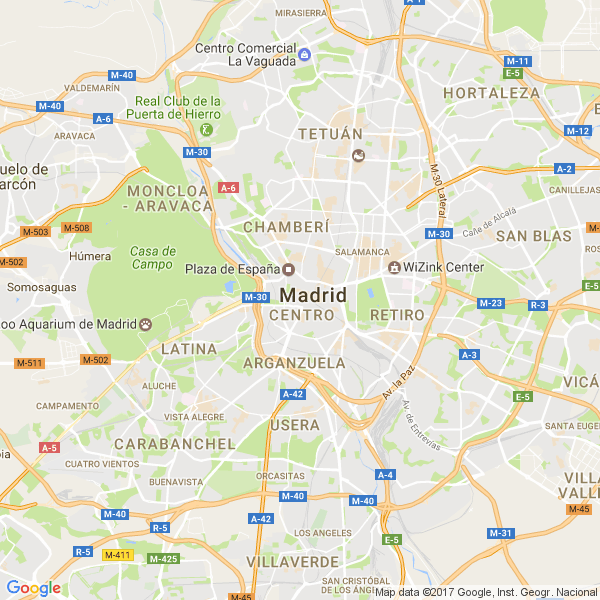 MIRASIERRA
A-1
Centro Comercial
La Vaguada
M-11
E-5
M-40
VALDEMARÍN
HORTALEZA
M-40
Real Club de la
Puerta de Hierro
A-6
TETUÁN
M-12
ARAVACA
M-30
M-30 Lateral
A-2
uelo de
arcón
MONCLOA
- ARAVACA
A-6
CANILLEJAS
M-503
M-508
CHAMBERÍ
Calle de Alcalá
M-30
SAN BLAS
M-502
Húmera
Casa de
Campo
SALAMANCA
Plaza de España
WiZink Center
Somosaguas
M-30
Madrid
E-5
M-23
R-3
CENTRO
RETIRO
oo Aquarium de Madrid
LATINA
A-3
M-511
M-502
ARGANZUELA
Av. la Paz
VICÁ
ALUCHE
A-42
E-5
CAMPAMENTO
VISTA ALEGRE
Av. de Entrevías
USERA
SANTA EUGE
CARABANCHEL
A-5
CUATRO VIENTOS
ORCASITAS
A-4
VILLA
VALLE
BUENAVISTA
M-40
M-40
M-45
M-40
A-42
R-5
LOS ANGELES
M-31
R-5
M-411
M-425
E-5
VILLAVERDE
SAN CRISTOBAL
DE LOS ÁNGE
M-45
Google
Map data ©2017 Google, Inst. Geogr. Nacional